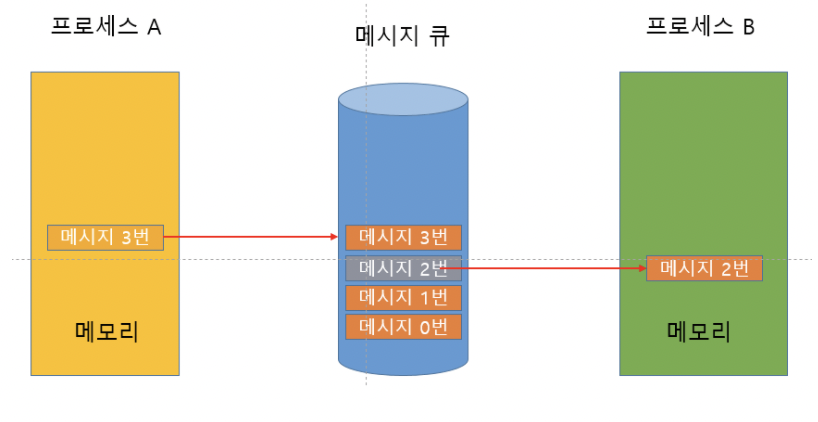 프로세스 A
메시지 큐
프로세스 B
메시지 3번
메시지 3번
메시지 2번
메시지 2번
메시지 1번
메시지 0번
메모리
메모리